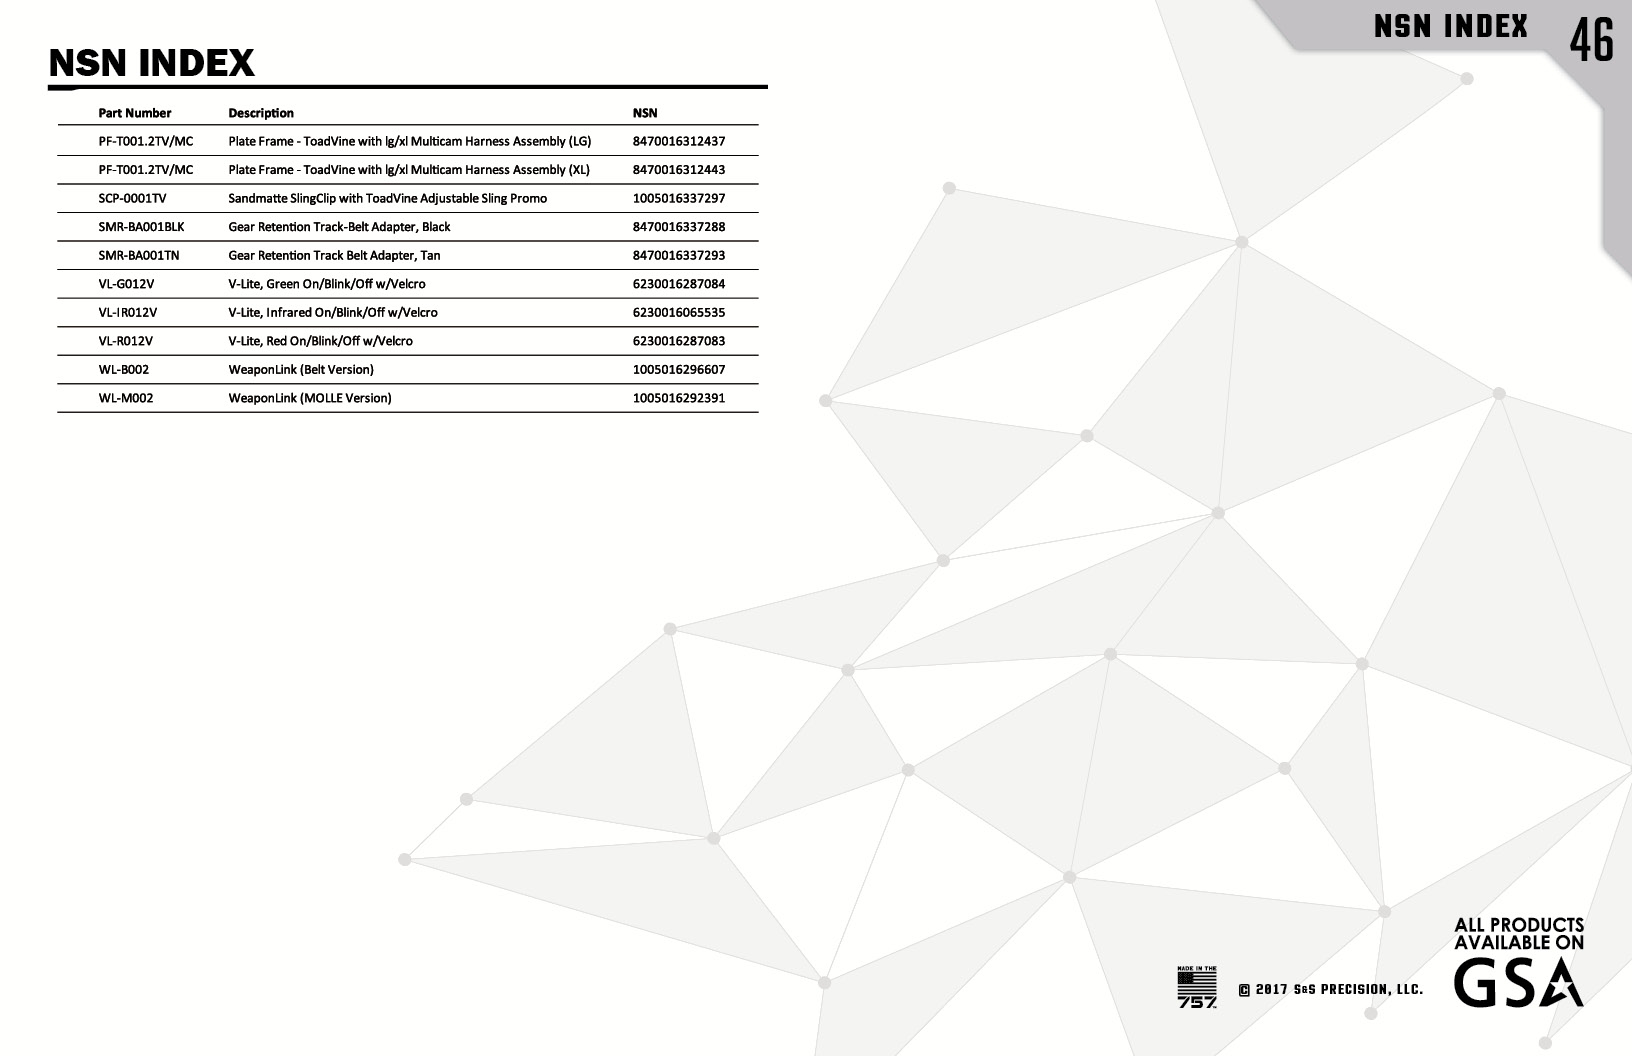 NSN INDEX
46
NSN INDEX
Part Number Description NSN
PF-T001.2TV/MC Plate Frame - ToadVine with lg/xl Multicam Harness Assembly (LG) 8470016312437
PF-T001.2TV/MC Plate Frame - ToadVine with lg/xl Multicam Harness Assembly (XL) 8470016312443
SCP-0001TV Sandmatte SlingClip with ToadVine Adjustable Sling Promo 1005016337297
SMR-BA001BLK Gear Retention Track-Belt Adapter, Black 8470016337288
SMR-BA001TN Gear Retention Track Belt Adapter, Tan 8470016337293
VL-G012V V-Lite, Green On/Blink/Off w/Velcro 6230016287084
VL-IR012V V-Lite, Infrared On/Blink/Off w/Velcro 6230016065535
VL-R012V V-Lite, Red On/Blink/Off w/Velcro 6230016287083
WL-B002 WeaponLink (Belt Version) 1005016296607
WL-M002 WeaponLink (MOLLE Version) 1005016292391
ALL PRODUCTS
AVAILABLE ON
GSA
MADE IN THE
757
© 2017 S&S PRECISION, LLC.